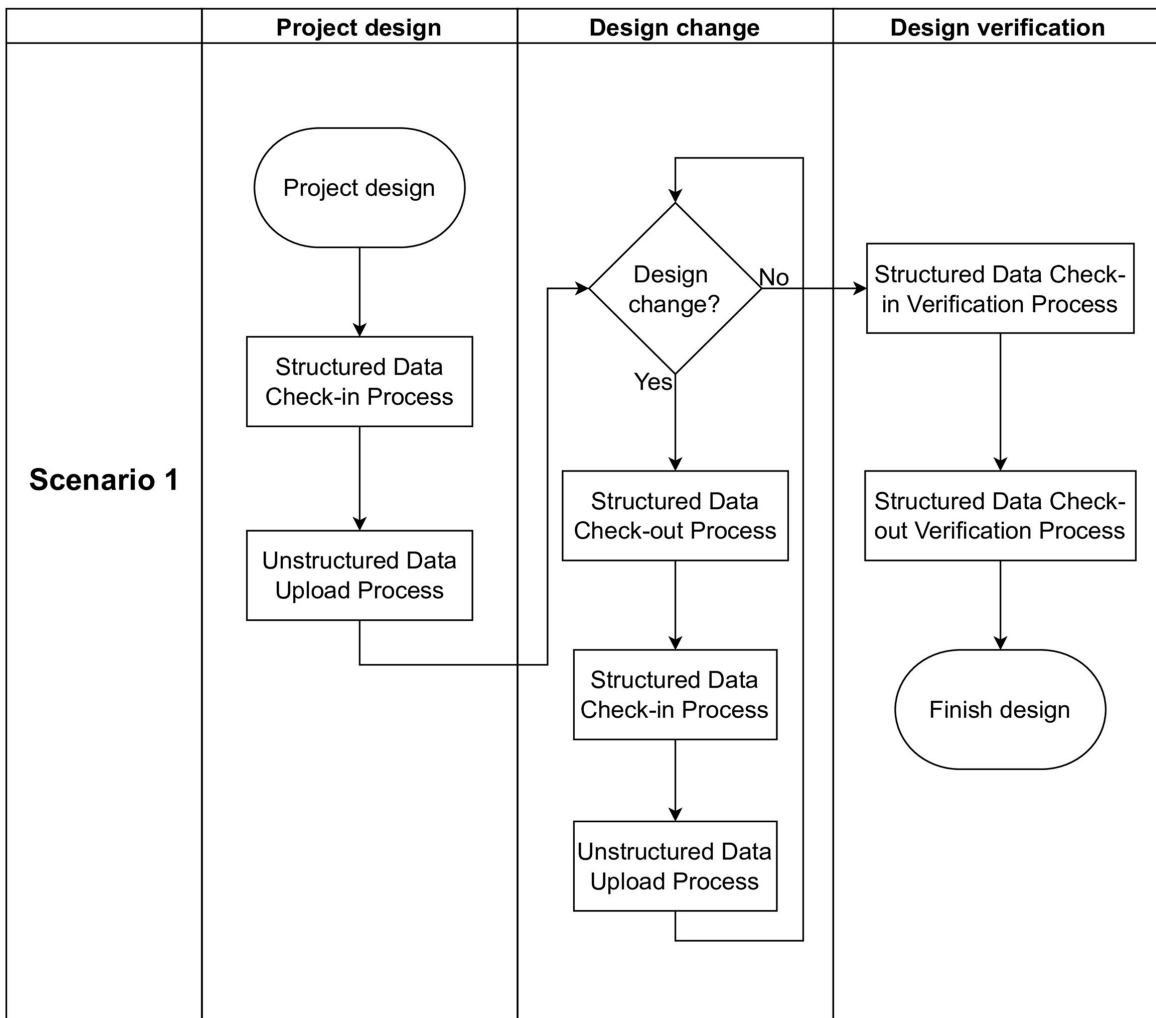 Project design
Design change
Design verification
Scenario 1
Project design
Structured Data
Check-in Process
Unstructured Data
Upload Process
Design
change?
No
Yes
Structured Data
Check-out Process
Structured Data
Check-in Process
Unstructured Data
Upload Process
Structured Data Check-
in Verification Process
Structured Data Check-
out Verification Process
Finish design